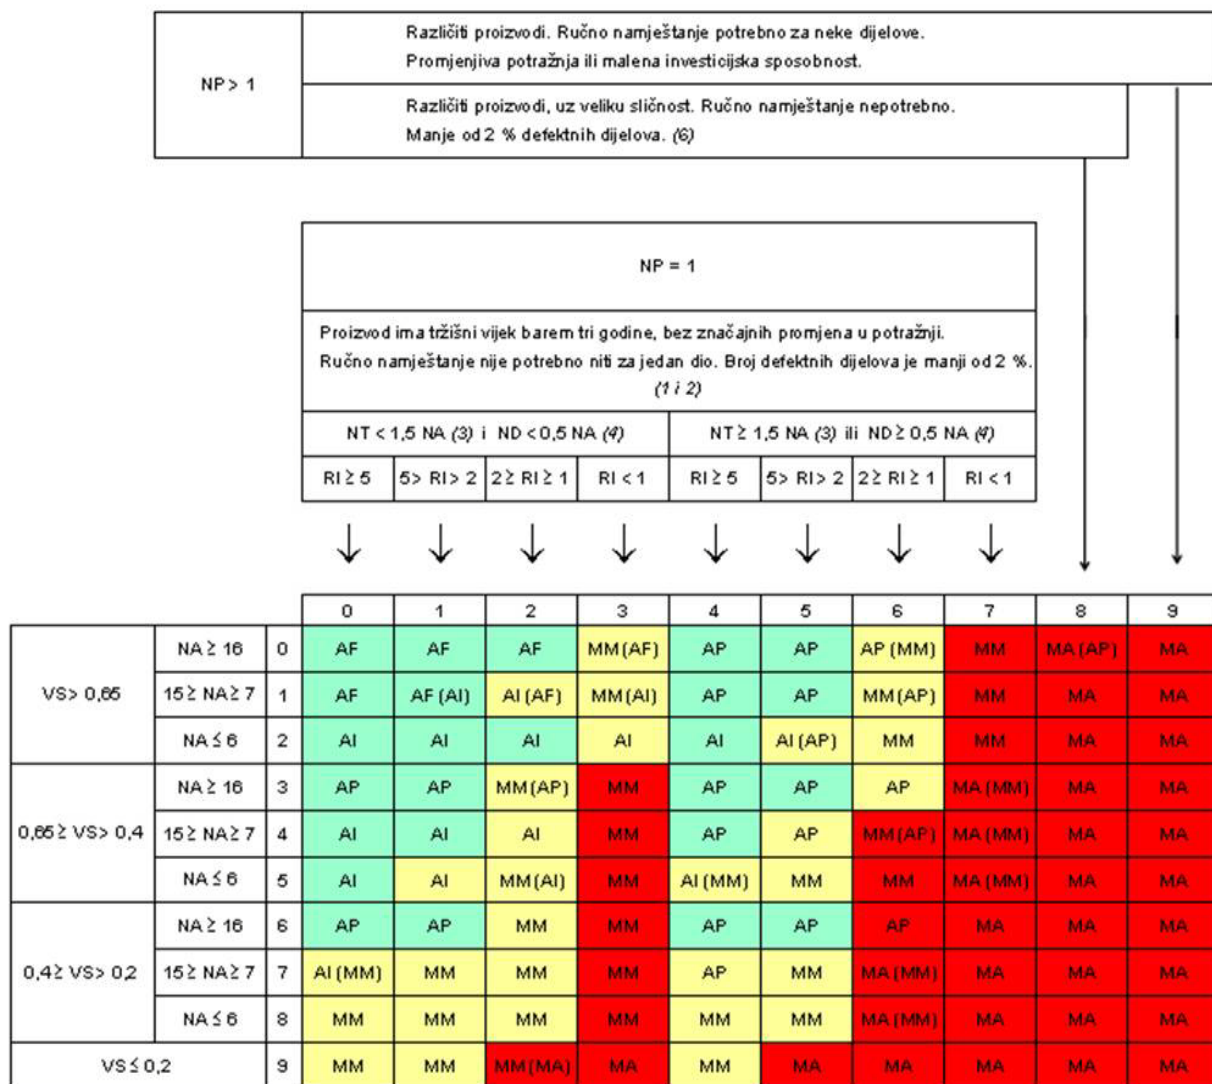 NP > 1
Različiti proizvodi. Ručno namještanje potrebno za neke dijelove.
Promjenjiva potražnja ili malena investicijska sposobnost.
Različiti proizvodi, uz veliku sličnost. Ručno namještanje nepotrebno.
Manje od 2 % defektnih dijelova. (6)
NP = 1
Proizvod ima tržišni vijek barem tri godine, bez značajnih promjena u potražnji.
Ručno namještanje nije potrebno niti za jedan dio. Broj defektnih dijelova je manji od 2 %.
(1 i 2)
NT < 1,5 NA (3) i ND < 0,5 NA (4) NT ≥ 1,5 NA (3) ili ND ≥ 0,5 NA (4)
RI ≥ 5 5 > RI > 2 2 ≥ RI ≥ 1 RI < 1 RI ≥ 5 5 > RI > 2 2 ≥ RI ≥ 1 RI < 1
0 1 2 3 4 5 6 7 8 9
VS > 0,65
NA ≥ 16 0 AF AF AF MM (AF) AP AP AP (MM) MM MA (AP) MA
15 ≥ NA ≥ 7 1 AF AF (AI) AI (AF) MM (AI) AP AP MM (AP) MM MA MA
NA ≤ 6 2 AI AI AI AI AI AI (AP) MM MM MA MA
0,65 ≥ VS > 0,4
NA ≥ 16 3 AP AP MM (AP) MM AP AP AP MA (MM) MA MA
15 ≥ NA ≥ 7 4 AI AI AI MM AP AP MM (AP) MA (MM) MA MA
NA ≤ 6 5 AI AI MM (AI) MM AI (MM) MM MM MA (MM) MA MA
0,4 ≥ VS > 0,2
NA ≥ 16 6 AP AP MM MM AP AP AP MA MA MA
15 ≥ NA ≥ 7 7 AI (MM) MM MM MM AP MM MA (MM) MA MA MA
NA ≤ 6 8 MM MM MM MM MM MM MA (MM) MA MA MA
VS ≤ 0,2 9 MM MM MM (MA) MA MM MA MA MA MA MA